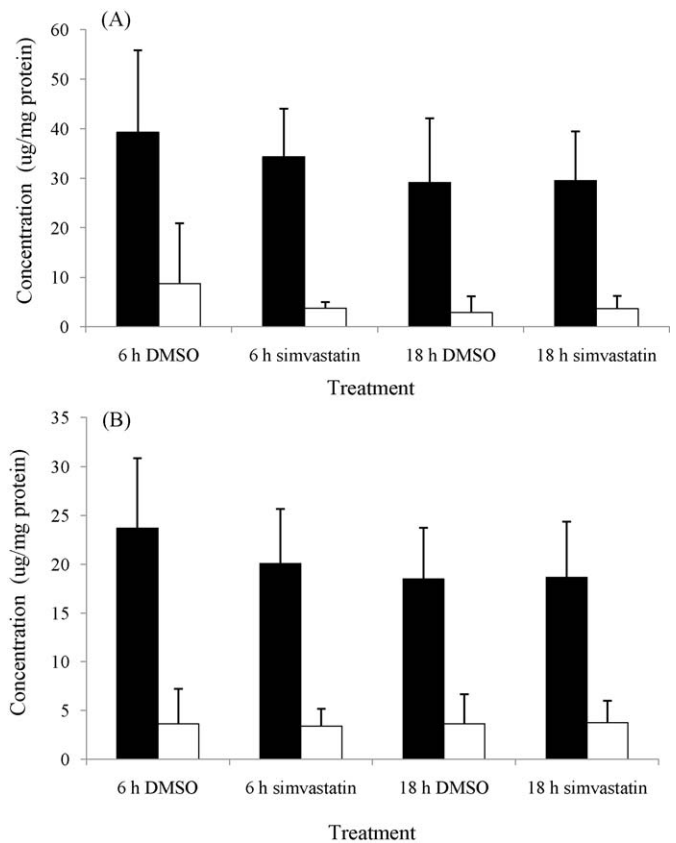 (A)
60
50
40
30
20
10
0
Concentration (ug/mg protein)
6 h DMSO
6 h simvastatin
18 h DMSO
18 h simvastatin
Treatment
(B)
35
30
25
20
15
10
5
0
Concentration (ug/mg protein)
6 h DMSO
6 h simvastatin
18 h DMSO
18 h simvastatin
Treatment